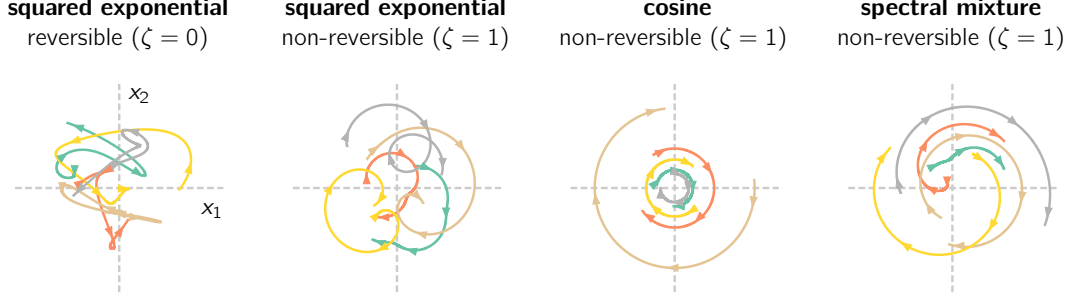 squared exponential
reversible (ζ = 0)
squared exponential
non-reversible (ζ = 1)
cosine
non-reversible (ζ = 1)
spectral mixture
non-reversible (ζ = 1)
x₂
x₁